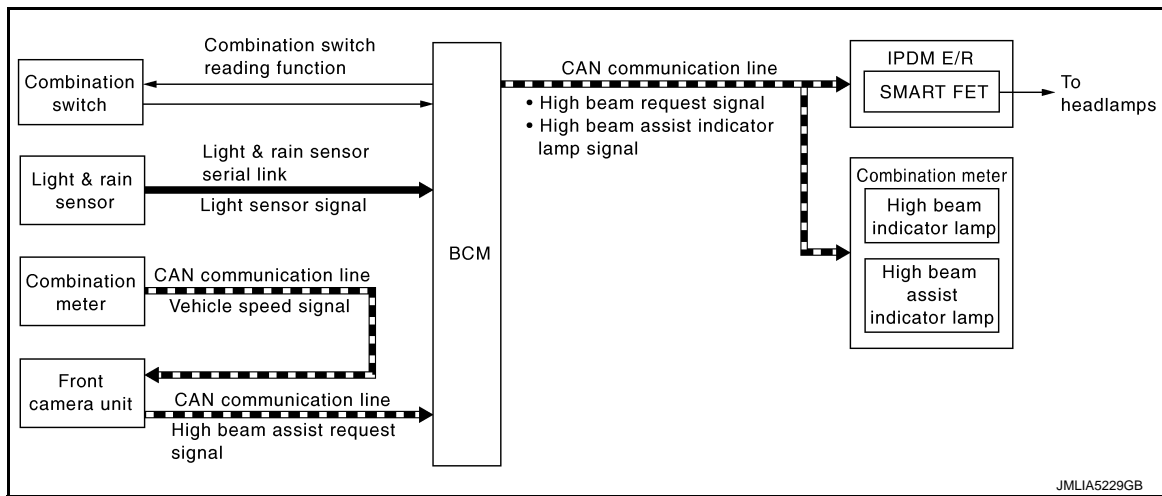 Combination switch
reading function
Combination
switch
Light & rain sensor
serial link
Light & rain
sensor
Light sensor signal
Combination
meter
CAN communication line
Vehicle speed signal
Front
camera unit
CAN communication line
High beam assist request
signal
BCM
CAN communication line
• High beam request signal
• High beam assist indicator
lamp signal
IPDM E/R
SMART FET
To
headlamps
Combination meter
High beam
indicator lamp
High beam
assist
indicator lamp
JMLIA5229GB